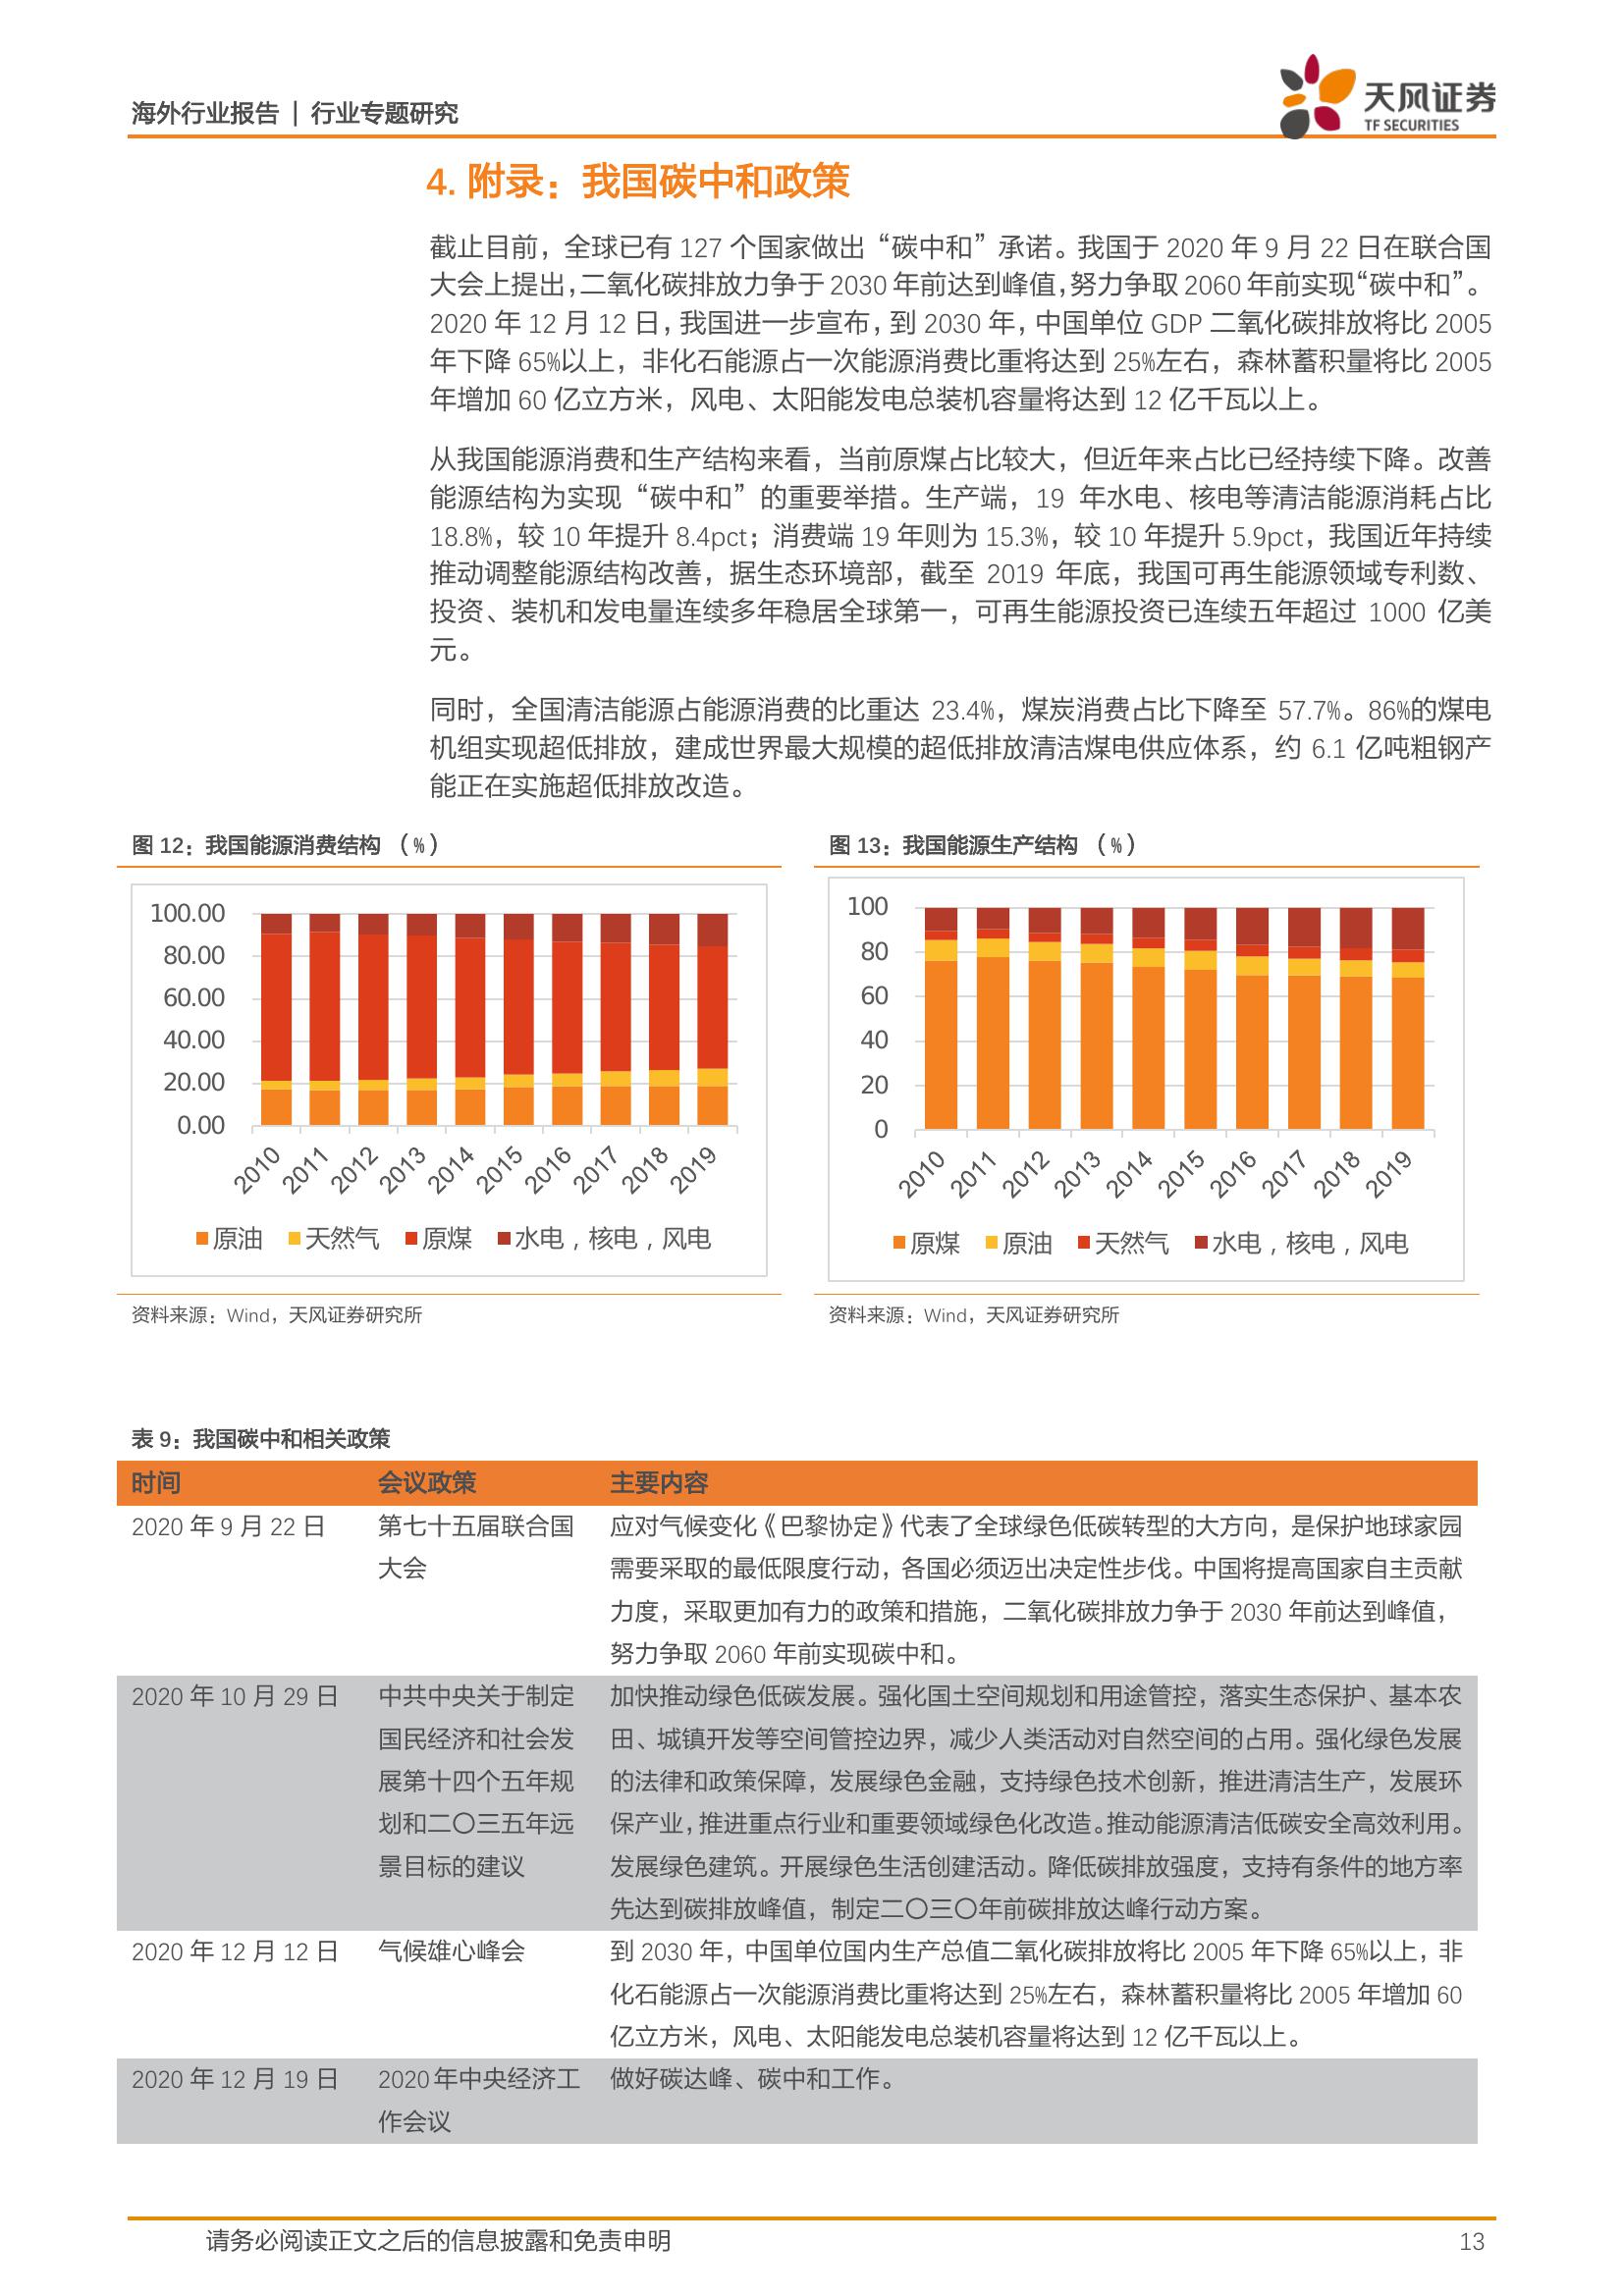 海外行业报告 | 行业专题研究
天风证券
TF SECURITIES
4. 附录：我国碳中和政策
截止目前，全球已有 127 个国家做出“碳中和”承诺。我国于 2020 年 9 月 22 日在联合国
大会上提出，二氧化碳排放力争于 2030 年前达到峰值，努力争取 2060 年前实现“碳中和”。
2020 年 12 月 12 日，我国进一步宣布，到 2030 年，中国单位 GDP 二氧化碳排放将比 2005
年下降 65%以上，非化石能源占一次能源消费比重将达到 25%左右，森林蓄积量将比 2005
年增加 60 亿立方米，风电、太阳能发电总装机容量将达到 12 亿千瓦以上。
从我国能源消费和生产结构来看，当前原煤占比较大，但近年来占比已经持续下降。改善
能源结构为实现“碳中和”的重要举措。生产端，19 年水电、核电等清洁能源消耗占比
18.8%，较 10 年提升 8.4pct；消费端 19 年则为 15.3%，较 10 年提升 5.9pct，我国近年持续
推动调整能源结构改善，据生态环境部，截至 2019 年底，我国可再生能源领域专利数、
投资、装机和发电量连续多年稳居全球第一，可再生能源投资已连续五年超过 1000 亿美
元。
同时，全国清洁能源占能源消费的比重达 23.4%，煤炭消费占比下降至 57.7%。86%的煤电
机组实现超低排放，建成世界最大规模的超低排放清洁煤电供应体系，约 6.1 亿吨粗钢产
能正在实施超低排放改造。
图 12：我国能源消费结构 （%）
100.00
80.00
60.00
40.00
20.00
0.00
2010 2011 2012 2013 2014 2015 2016 2017 2018 2019
原油 天然气 原煤 水电，核电，风电
资料来源：Wind，天风证券研究所
图 13：我国能源生产结构 （%）
100
80
60
40
20
0
2010 2011 2012 2013 2014 2015 2016 2017 2018 2019
原煤 原油 天然气 水电，核电，风电
资料来源：Wind，天风证券研究所
表 9：我国碳中和相关政策
时间 会议政策 主要内容
2020 年 9 月 22 日 第七十五届联合国 应对气候变化《巴黎协定》代表了全球绿色低碳转型的大方向，是保护地球家园
大会 需要采取的最低限度行动，各国必须迈出决定性步伐。中国将提高国家自主贡献
力度，采取更加有力的政策和措施，二氧化碳排放力争于 2030 年前达到峰值，
努力争取 2060 年前实现碳中和。
2020 年 10 月 29 日 中共中央关于制定 加快推动绿色低碳发展。强化国土空间规划和用途管控，落实生态保护、基本农
国民经济和社会发 田、城镇开发等空间管控边界，减少人类活动对自然空间的占用。强化绿色发展
展第十四个五年规 的法律和政策保障，发展绿色金融，支持绿色技术创新，推进清洁生产，发展环
划和二〇三五年远 保产业，推进重点行业和重要领域绿色化改造。推动能源清洁低碳安全高效利用。
景目标的建议 发展绿色建筑。开展绿色生活创建活动。降低碳排放强度，支持有条件的地方率
先达到碳排放峰值，制定二〇三〇年前碳排放达峰行动方案。
2020 年 12 月 12 日 气候雄心峰会 到 2030 年，中国单位国内生产总值二氧化碳排放将比 2005 年下降 65%以上，非
化石能源占一次能源消费比重将达到 25%左右，森林蓄积量将比 2005 年增加 60
亿立方米，风电、太阳能发电总装机容量将达到 12 亿千瓦以上。
2020 年 12 月 19 日 2020 年中央经济工 做好碳达峰、碳中和工作。
作会议
请务必阅读正文之后的信息披露和免责申明 13